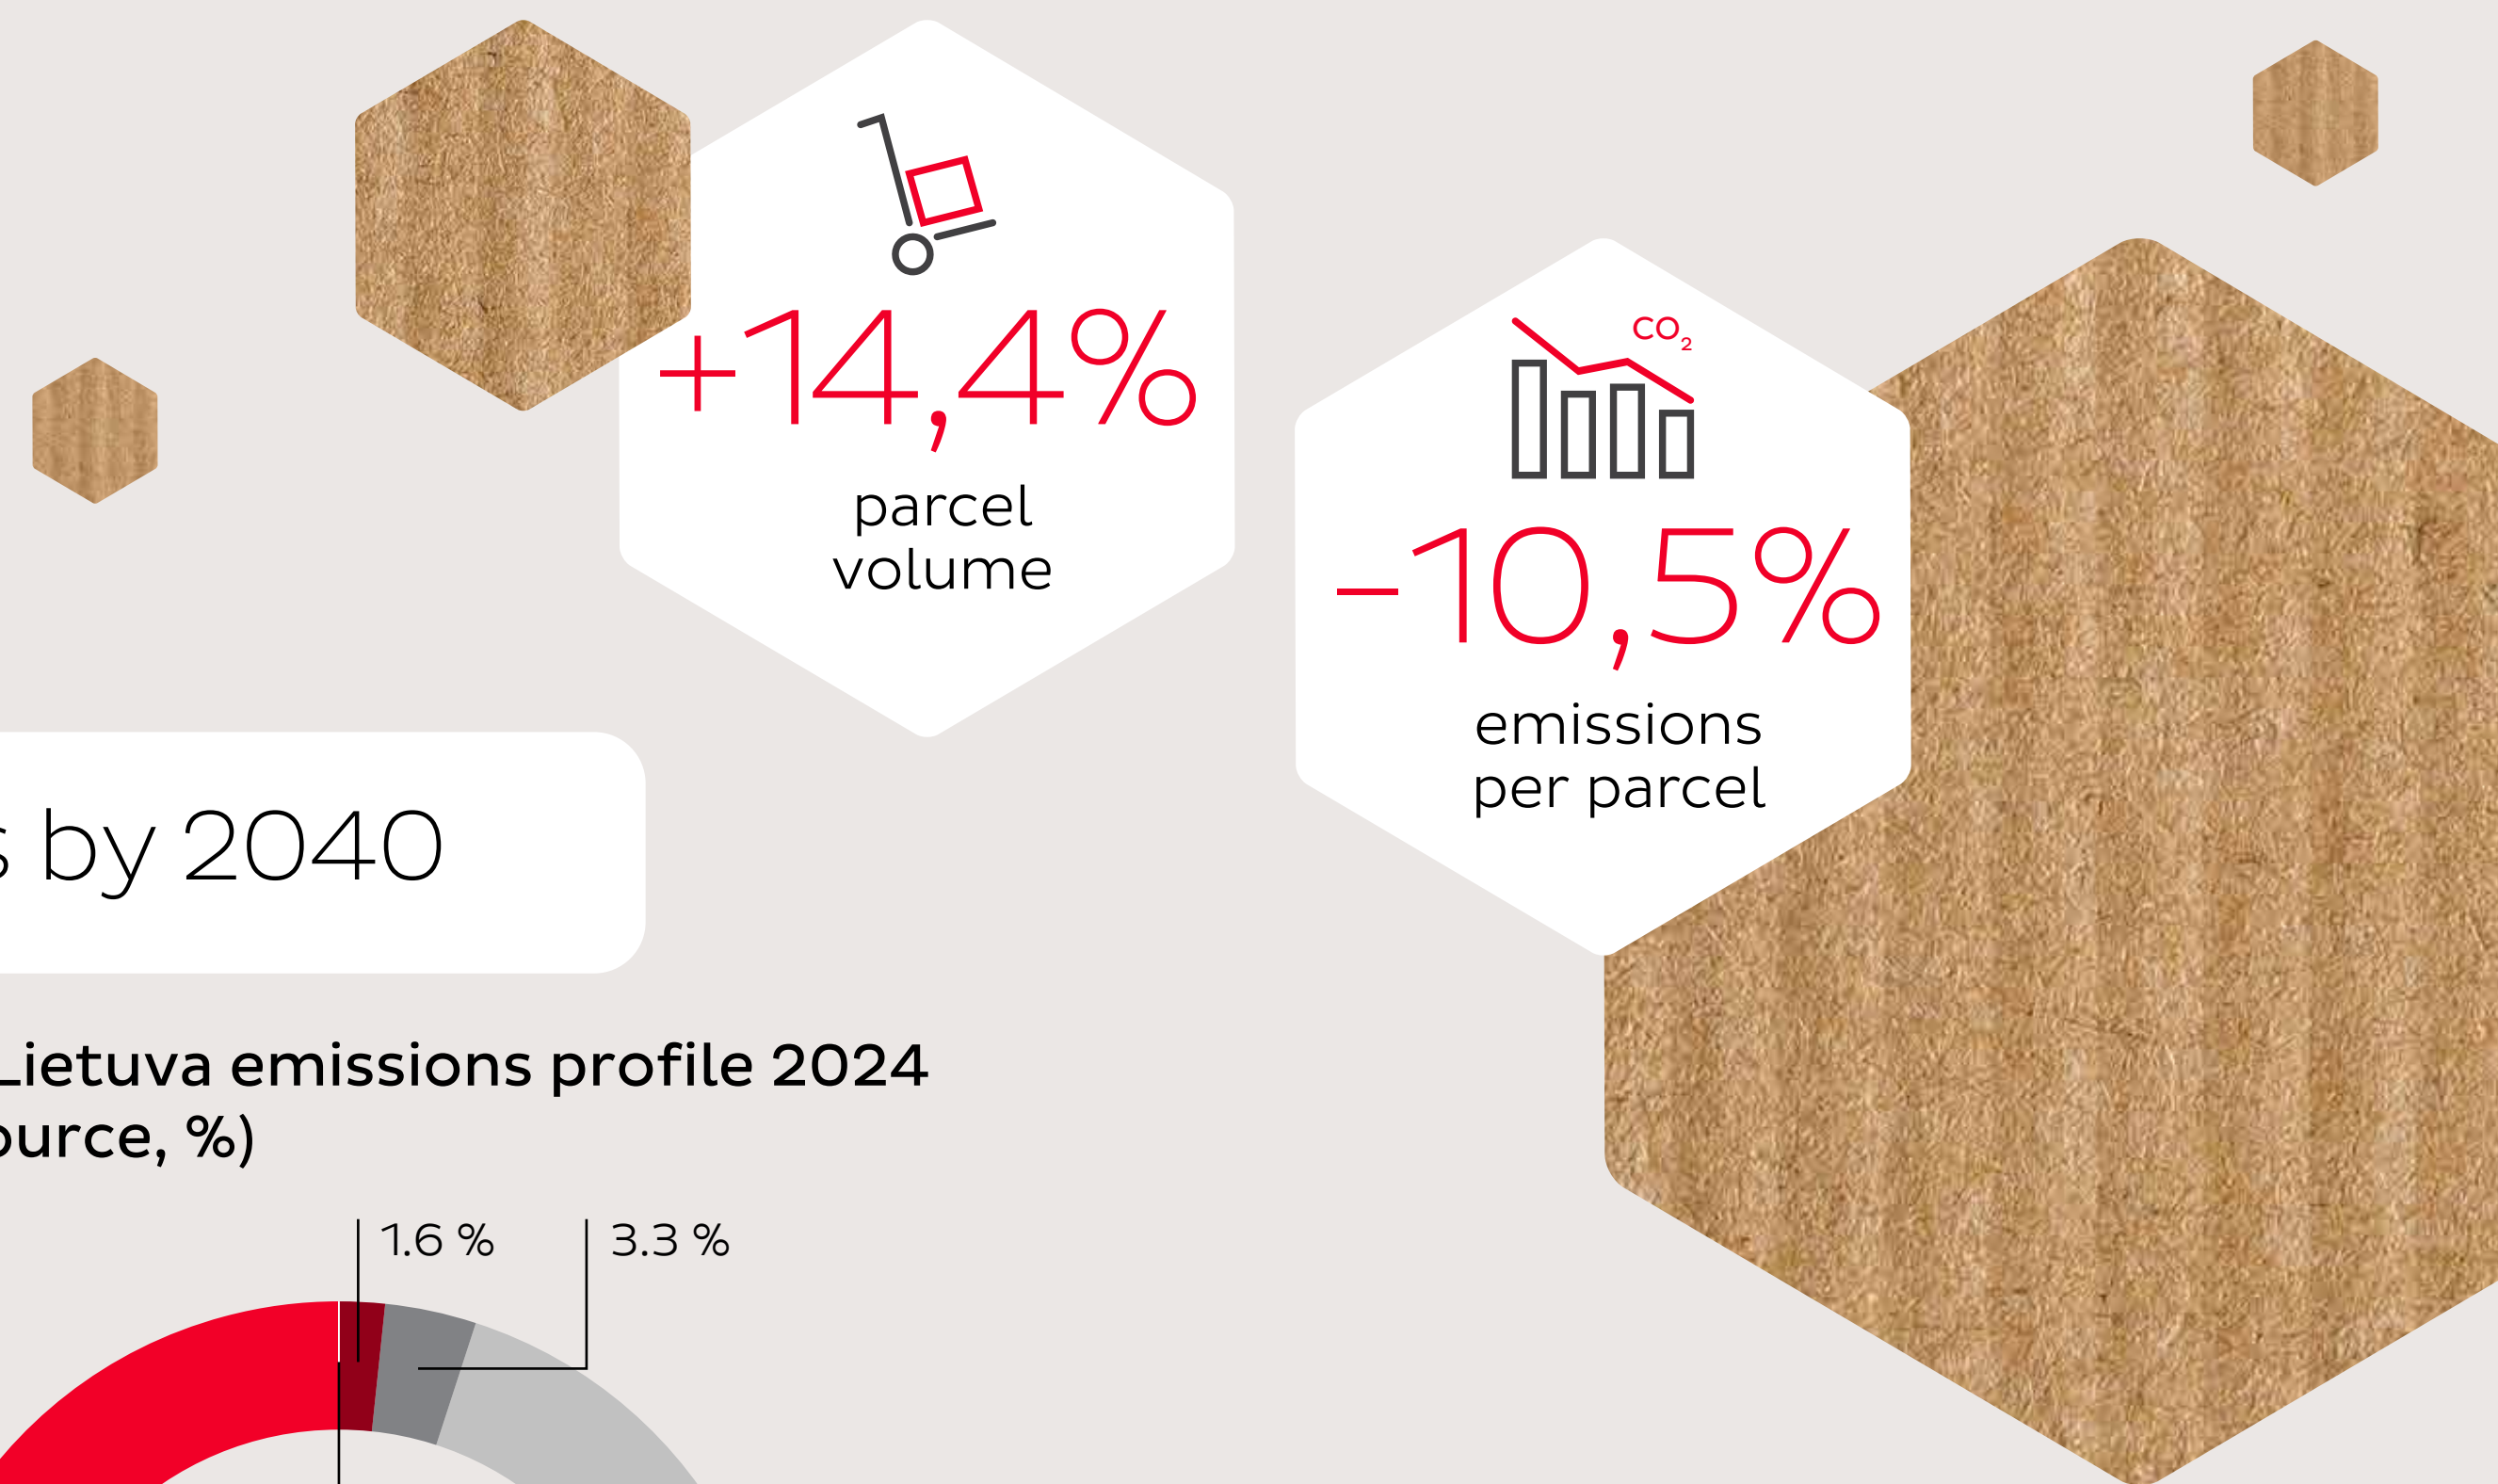 +14,4%
parcel
volume
CO₂
-10,5%
emissions
per parcel
by 2040
Lietuva emissions profile 2024
%)
1.6 %
3.3 %